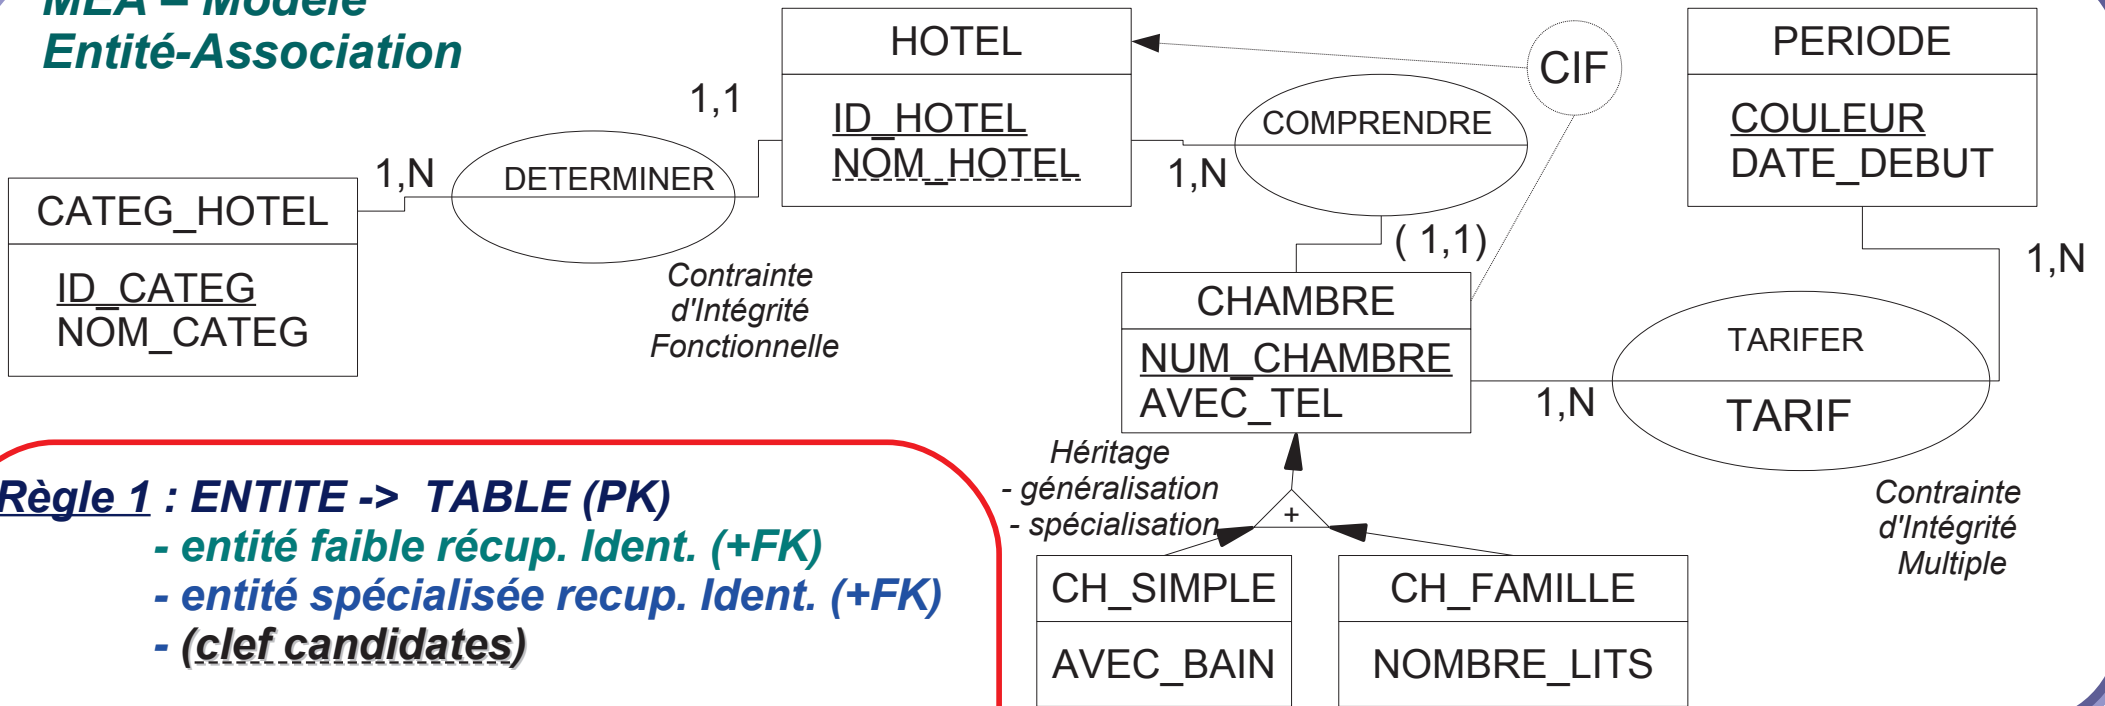 MEA – Modèle
Entité-Association
HOTEL
ID_HOTEL
NOM_HOTEL
CIF
PERIODE
COULEUR
DATE_DEBUT
1,1
1,N
DETERMINER
1,N
COMPRENDRE
CATEG_HOTEL
ID_CATEG
NOM_CATEG
Contrainte
d'Intégrité
Fonctionnelle
( 1,1)
1,N
CHAMBRE
NUM_CHAMBRE
AVEC_TEL
1,N
TARIFER
TARIF
Héritage
- généralisation
- spécialisation
+
Contrainte
d'Intégrité
Multiple
CH_SIMPLE
AVEC_BAIN
CH_FAMILLE
NOMBRE_LITS
Règle 1 : ENTITE -> TABLE (PK)
- entité faible récup. Ident. (+FK)
- entité spécialisée recup. Ident. (+FK)
- (clef candidates)